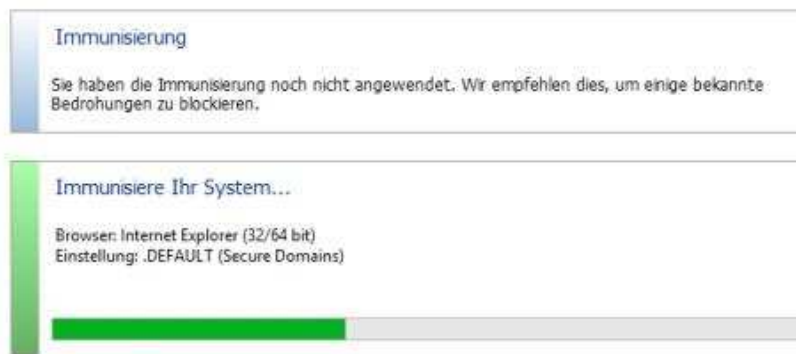 Immunisierung
Sie haben die Immunisierung noch nicht angewendet. Wir empfehlen dies, um einige bekannte
Bedrohungen zu blockieren.
Immunisiere Ihr System...
Browser: Internet Explorer (32/64 bit)
Einstellung: .DEFAULT (Secure Domains)